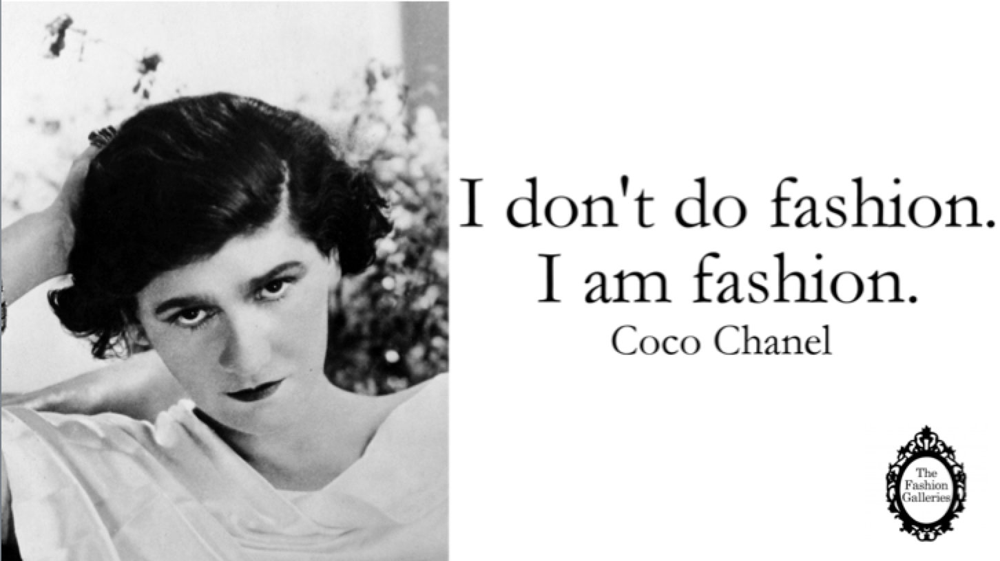 I don't do fashion.
I am fashion.
Coco Chanel
The
Fashion
Galleries